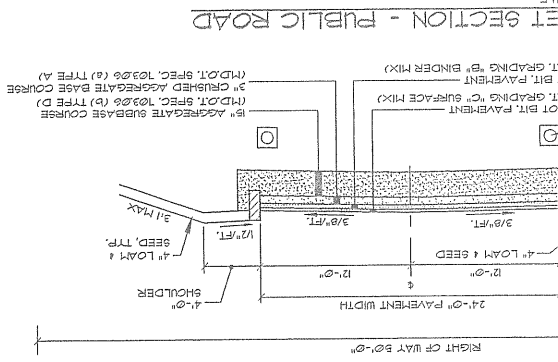 RIGHT OF WAY 50'-0"
24'-0" PAVEMENT WIDTH
4'-0"
SHOULDER
12'-0"
12'-0"
4" LOAM & SEED
4" LOAM &
SEED, TYP.
3:1 MAX
1/2"/FT.
3/8"/FT.
3/8"/FT.
OT BIT. PAVEMENT
T. GRADING "C" SURFACE MIX)
BIT. PAVEMENT
T. GRADING "B" BINDER MIX)
15" AGGREGATE SUBBASE COURSE
(M.D.O.T. SPEC. 703.06 (b) TYPE D)
3" CRUSHED AGGREGATE BASE COURSE
(M.D.O.T. SPEC. 703.06 (a) TYPE A)
ET SECTION - PUBLIC ROAD